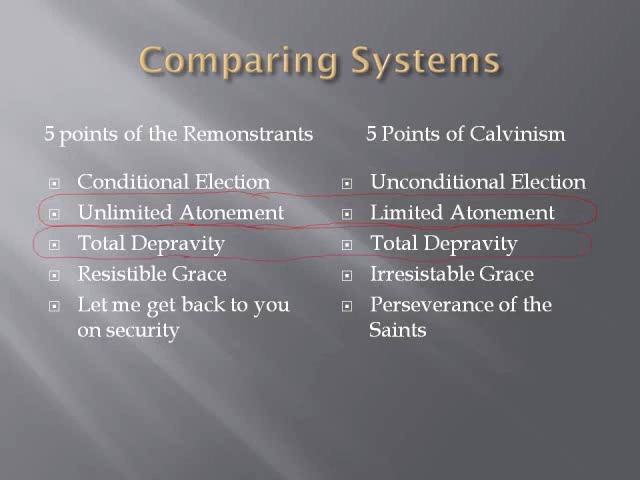 Comparing Systems
5 points of the Remonstrants
Conditional Election
Unlimited Atonement
Total Depravity
Resistible Grace
Let me get back to you
on security
5 Points of Calvinism
Unconditional Election
Limited Atonement
Total Depravity
Irresistable Grace
Perseverance of the
Saints